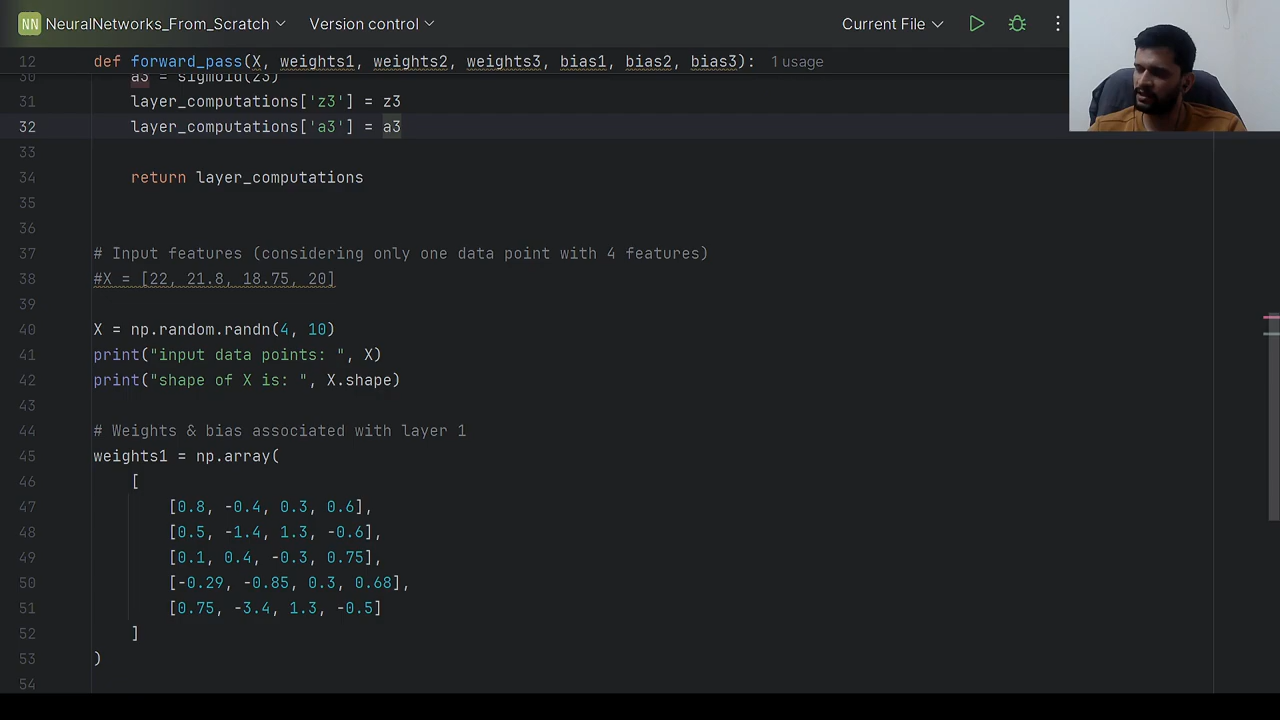 NN NeuralNetworks_From_Scratch Version control Current File
12 def forward_pass(X, weights1, weights2, weights3, bias1, bias2, bias3): 1 usage
30 a3 = sigmoid(z3)
31 layer_computations['z3'] = z3
32 layer_computations['a3'] = a3
33
34 return layer_computations
35
36
37 # Input features (considering only one data point with 4 features)
38 #X = [22, 21.8, 18.75, 20]
39
40 X = np.random.randn(4, 10)
41 print("input data points: ", X)
42 print("shape of X is: ", X.shape)
43
44 # Weights & bias associated with layer 1
45 weights1 = np.array(
46 [
47 [0.8, -0.4, 0.3, 0.6],
48 [0.5, -1.4, 1.3, -0.6],
49 [0.1, 0.4, -0.3, 0.75],
50 [-0.29, -0.85, 0.3, 0.68],
51 [0.75, -3.4, 1.3, -0.5]
52 ]
53 )
54